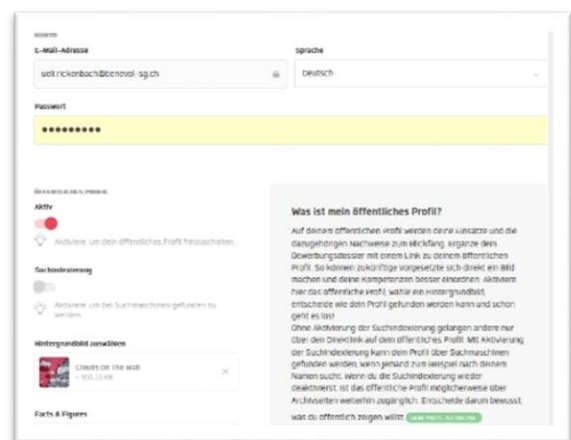 KONTO
E-Mail-Adresse
Sprache
ueli.rickenbach@benevol-sg.ch
Deutsch
Passwort
•••••••••
ÖFFENTLICHES PROFIL
Aktiv
Aktiviere, um dein öffentliches Profil freizuschalten.
Suchindexierung
Aktiviere, um bei Suchmaschinen gefunden zu
werden.
Hintergrundbild auswählen
Clouds On The Wall
Facts & Figures
Was ist mein öffentliches Profil?
Auf deinem öffentlichen Profil werden deine Einsätze und die
dazugehörigen Nachweise zum Blickfang. Ergänze dein
Bewerbungsdossier mit einem Link zu deinem öffentlichen
Profil. So können zukünftige Vorgesetzte sich direkt ein Bild
machen und deine Kompetenzen besser einordnen. Aktiviere
hier das öffentliche Profil, wähle ein Hintergrundbild,
entscheide wie dein Profil gefunden werden kann und schon
geht es los!
Ohne Aktivierung der Suchindexierung gelangen andere nur
über den Direktlink auf dein öffentliches Profil. Mit Aktivierung
der Suchindexierung kann dein Profil über Suchmaschinen
gefunden werden, wenn jemand zum Beispiel nach deinem
Namen sucht. Wenn du die Suchindexierung wieder
deaktivierst, ist das öffentliche Profil möglicherweise über
Archivseiten weiterhin zugänglich. Entscheide darum bewusst,
was du öffentlich zeigen willst.